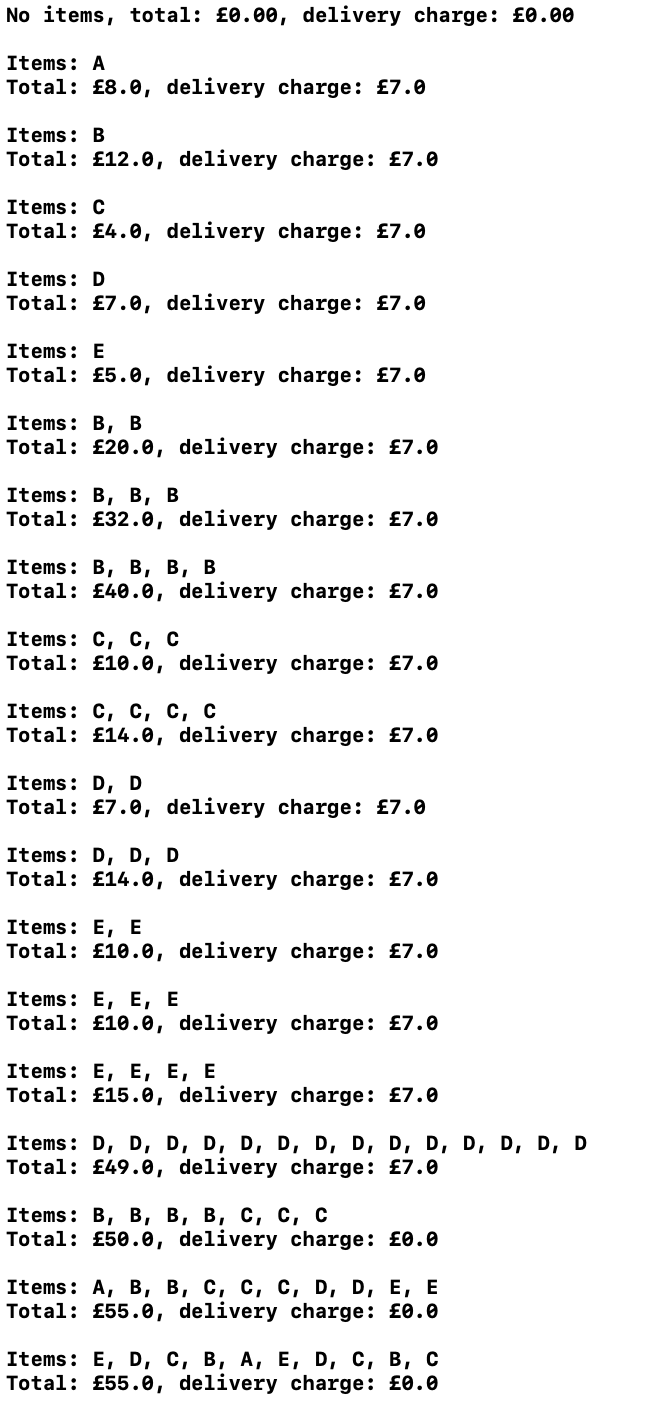 No items, total: £0.00, delivery charge: £0.00
Items: A
Total: £8.0, delivery charge: £7.0
Items: B
Total: £12.0, delivery charge: £7.0
Items: C
Total: £4.0, delivery charge: £7.0
Items: D
Total: £7.0, delivery charge: £7.0
Items: E
Total: £5.0, delivery charge: £7.0
Items: B, B
Total: £20.0, delivery charge: £7.0
Items: B, B, B
Total: £32.0, delivery charge: £7.0
Items: B, B, B, B
Total: £40.0, delivery charge: £7.0
Items: C, C, C
Total: £10.0, delivery charge: £7.0
Items: C, C, C, C
Total: £14.0, delivery charge: £7.0
Items: D, D
Total: £7.0, delivery charge: £7.0
Items: D, D, D
Total: £14.0, delivery charge: £7.0
Items: E, E
Total: £10.0, delivery charge: £7.0
Items: E, E, E
Total: £10.0, delivery charge: £7.0
Items: E, E, E, E
Total: £15.0, delivery charge: £7.0
Items: D, D, D, D, D, D, D, D, D, D, D, D, D, D
Total: £49.0, delivery charge: £7.0
Items: B, B, B, B, C, C, C
Total: £50.0, delivery charge: £0.0
Items: A, B, B, C, C, C, D, D, E, E
Total: £55.0, delivery charge: £0.0
Items: E, D, C, B, A, E, D, C, B, C
Total: £55.0, delivery charge: £0.0